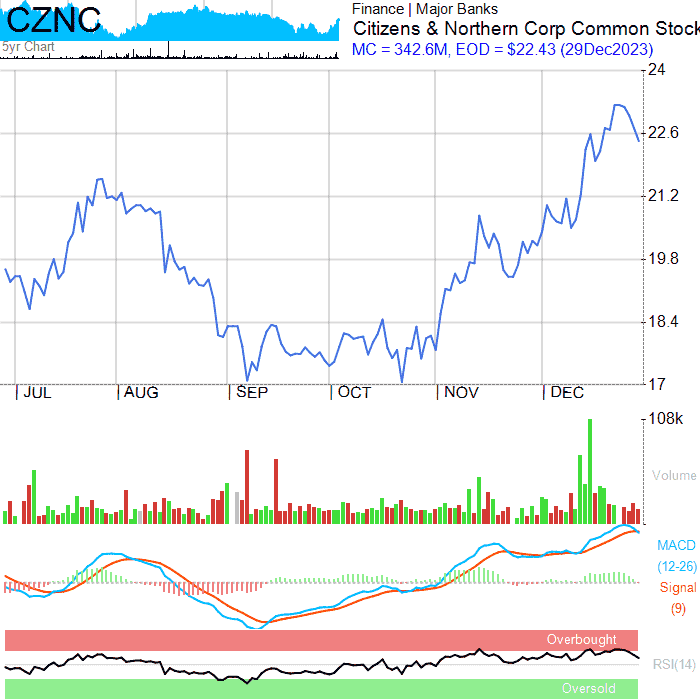 CZNC
5yr Chart
Finance | Major Banks
Citizens & Northern Corp Common Stock
MC = 342.6M, EOD = $22.43 (29Dec2023)
24
22.6
21.2
19.8
18.4
17
JUL AUG SEP OCT NOV DEC
108k
Volume
MACD
(12-26)
Signal
(9)
Overbought
RSI(14)
Oversold